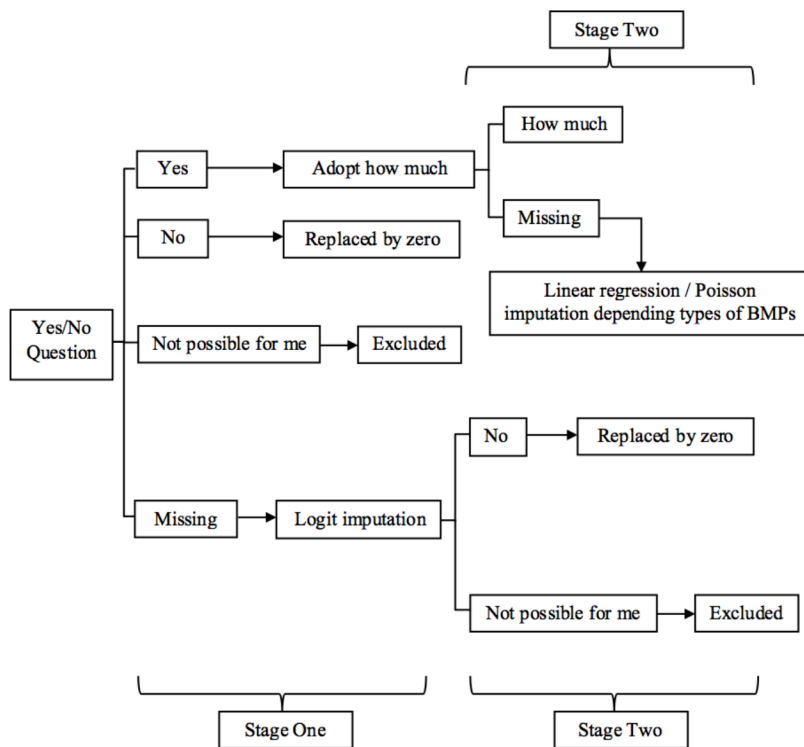 Stage Two
How much
Yes
Adopt how much
Missing
No
Replaced by zero
Linear regression / Poisson
imputation depending types of BMPs
Yes/No
Question
Not possible for me
Excluded
No
Replaced by zero
Missing
Logit imputation
Not possible for me
Excluded
Stage One
Stage Two